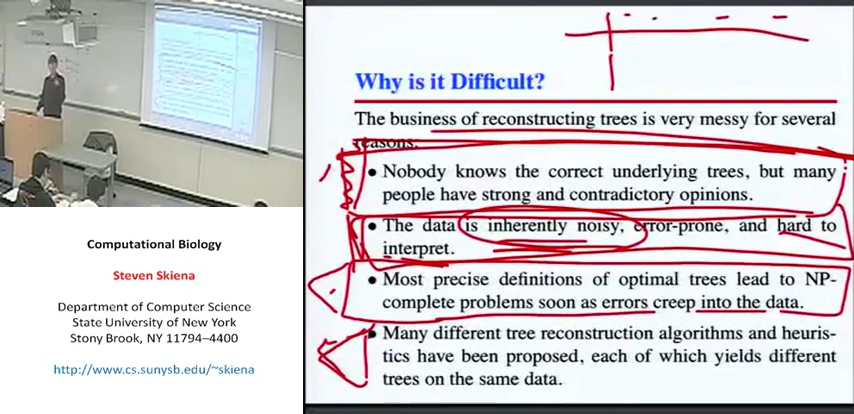 Computational Biology
Steven Skiena
Department of Computer Science
State University of New York
Stony Brook, NY 11794–4400
http://www.cs.sunysb.edu/~skiena
Why is it Difficult?
The business of reconstructing trees is very messy for several
reasons:
• Nobody knows the correct underlying trees, but many
people have strong and contradictory opinions.
• The data is inherently noisy, error-prone, and hard to
interpret.
• Most precise definitions of optimal trees lead to NP-
complete problems soon as errors creep into the data.
• Many different tree reconstruction algorithms and heuris-
tics have been proposed, each of which yields different
trees on the same data.